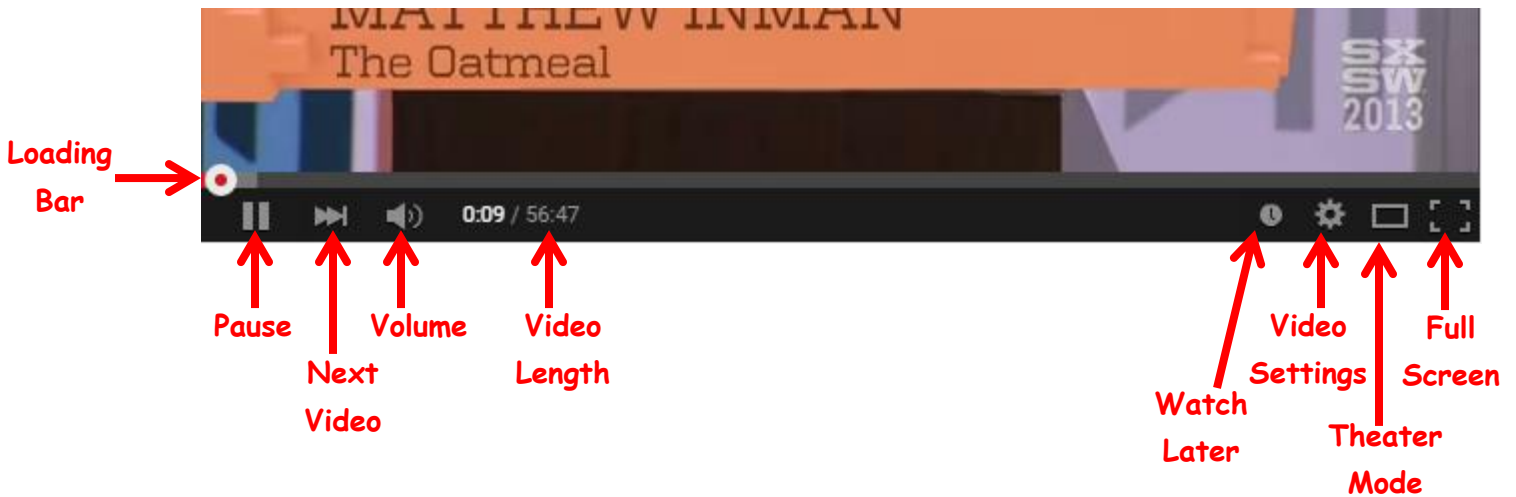 MATTHEW INMAN
The Oatmeal
SX
SW
2013
Loading
Bar
0:09 / 56:47
Pause
Next
Video
Volume
Video
Length
Watch
Later
Video
Settings
Theater
Mode
Full
Screen